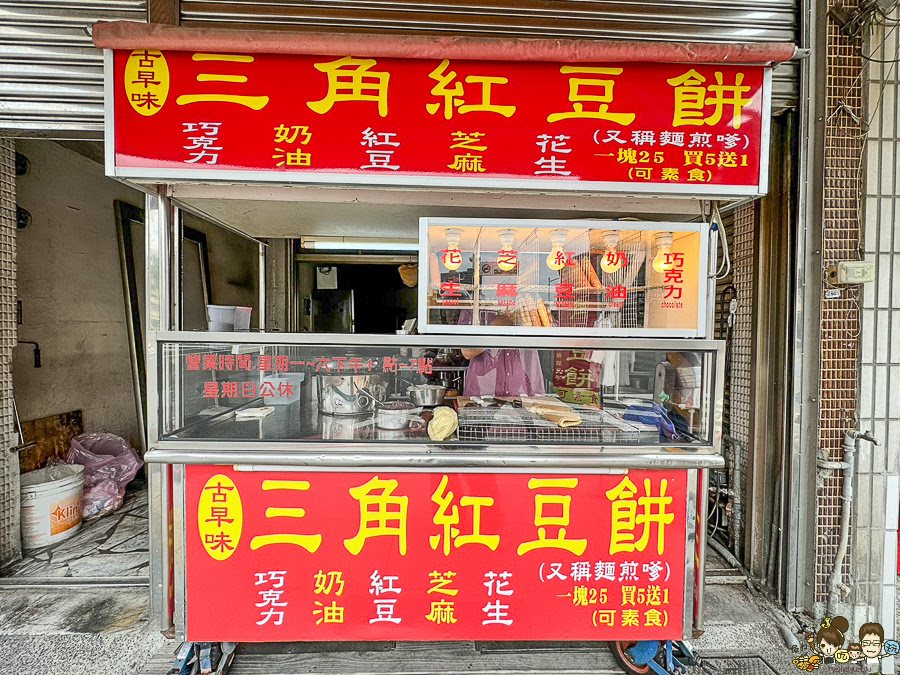 古早味 三角紅豆餅
巧克力 奶油 紅豆 芝麻 花生 (又稱麵煎嗲)
一塊25 買5送1
(可素食)
花生 芝麻 紅豆 奶油 巧克力
chocolate
營業時間:星期一~六下午1點~7點
星期日公休
餅
古早味 三角紅豆餅
巧克力 奶油 紅豆 芝麻 花生 (又稱麵煎嗲)
一塊25 買5送1
(可素食)